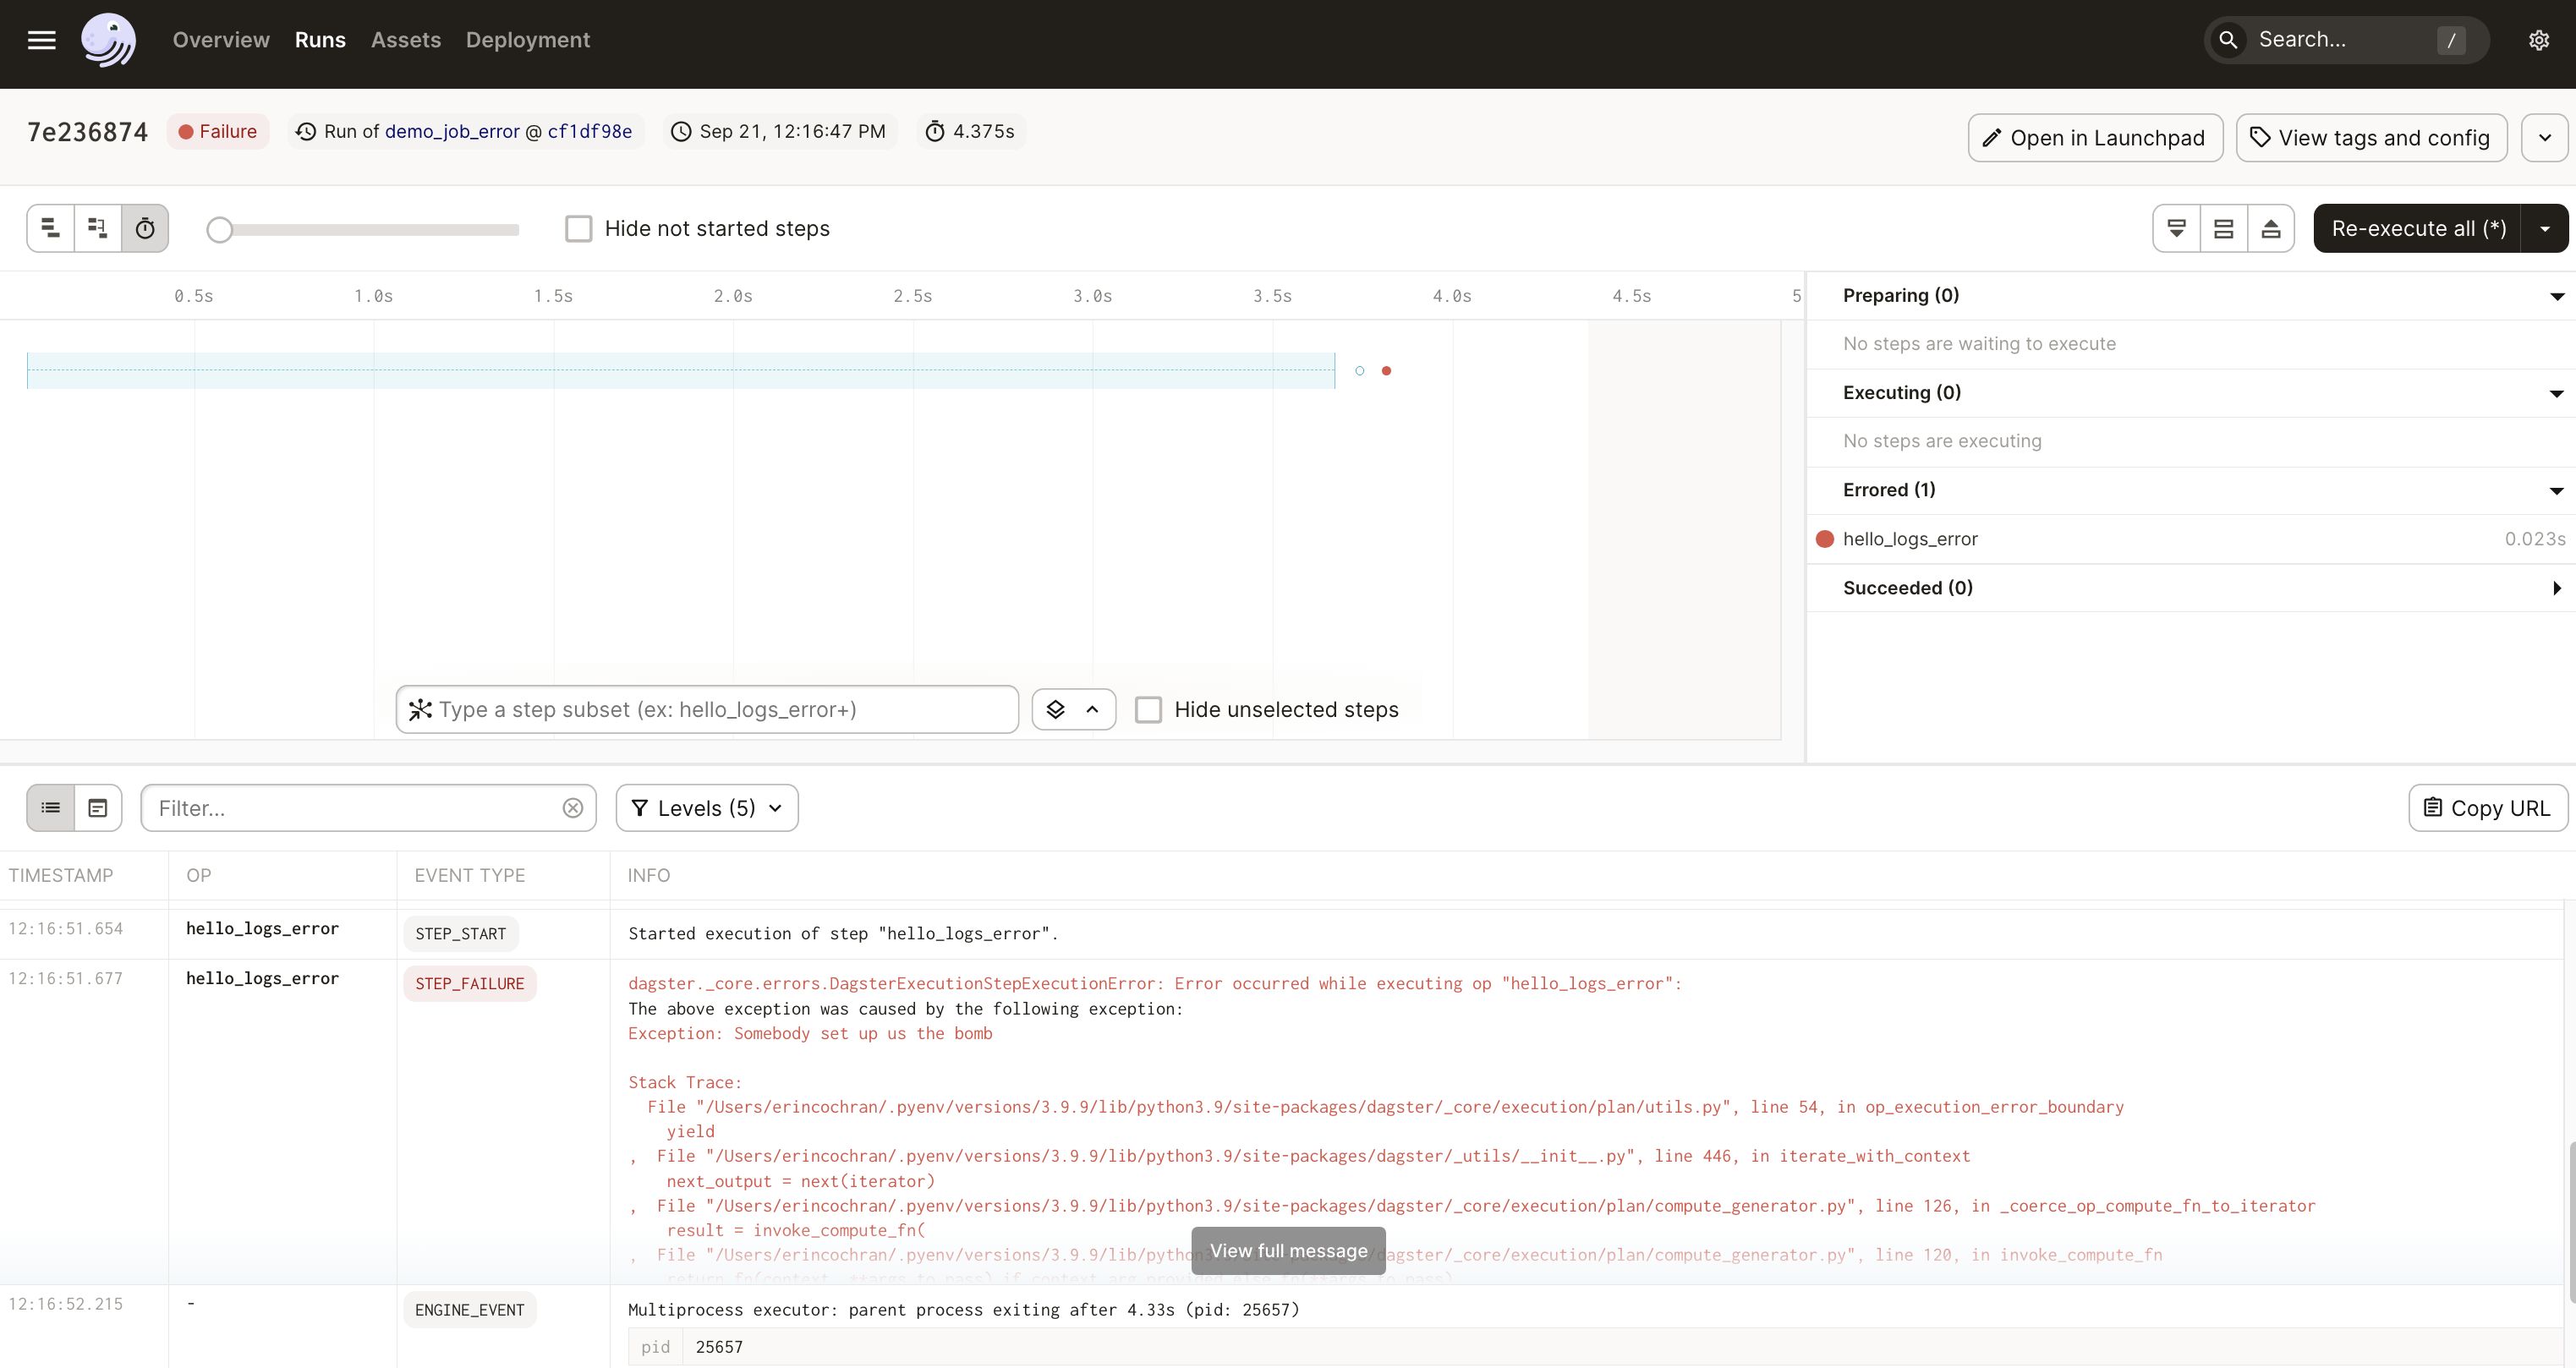 Overview Runs Assets Deployment Search... /
7e236874 Failure Run of demo_job_error @ cf1df98e Sep 21, 12:16:47 PM 4.375s Open in Launchpad View tags and config
Hide not started steps Re-execute all (*)
0.5s 1.0s 1.5s 2.0s 2.5s 3.0s 3.5s 4.0s 4.5s 5
Preparing (0)
No steps are waiting to execute
Executing (0)
No steps are executing
Errored (1)
hello_logs_error 0.023s
Succeeded (0)
Type a step subset (ex: hello_logs_error+) Hide unselected steps
Filter... Levels (5) Copy URL
TIMESTAMP OP EVENT TYPE INFO
12:16:51.654 hello_logs_error STEP_START Started execution of step "hello_logs_error".
12:16:51.677 hello_logs_error STEP_FAILURE dagster._core.errors.DagsterExecutionStepExecutionError: Error occurred while executing op "hello_logs_error":
The above exception was caused by the following exception:
Exception: Somebody set up us the bomb
Stack Trace:
File "/Users/erincochran/.pyenv/versions/3.9.9/lib/python3.9/site-packages/dagster/_core/execution/plan/utils.py", line 54, in op_execution_error_boundary
yield
, File "/Users/erincochran/.pyenv/versions/3.9.9/lib/python3.9/site-packages/dagster/_utils/__init__.py", line 446, in iterate_with_context
next_output = next(iterator)
, File "/Users/erincochran/.pyenv/versions/3.9.9/lib/python3.9/site-packages/dagster/_core/execution/plan/compute_generator.py", line 126, in _coerce_op_compute_fn_to_iterator
result = invoke_compute_fn(
, File "/Users/erincochran/.pyenv/versions/3.9.9/lib/python3 View full message dagster/_core/execution/plan/compute_generator.py", line 120, in invoke_compute_fn
return fn(context, **args_to_pass) if context_arg_provided else fn(**args_to_pass)
12:16:52.215 - ENGINE_EVENT Multiprocess executor: parent process exiting after 4.33s (pid: 25657)
pid 25657